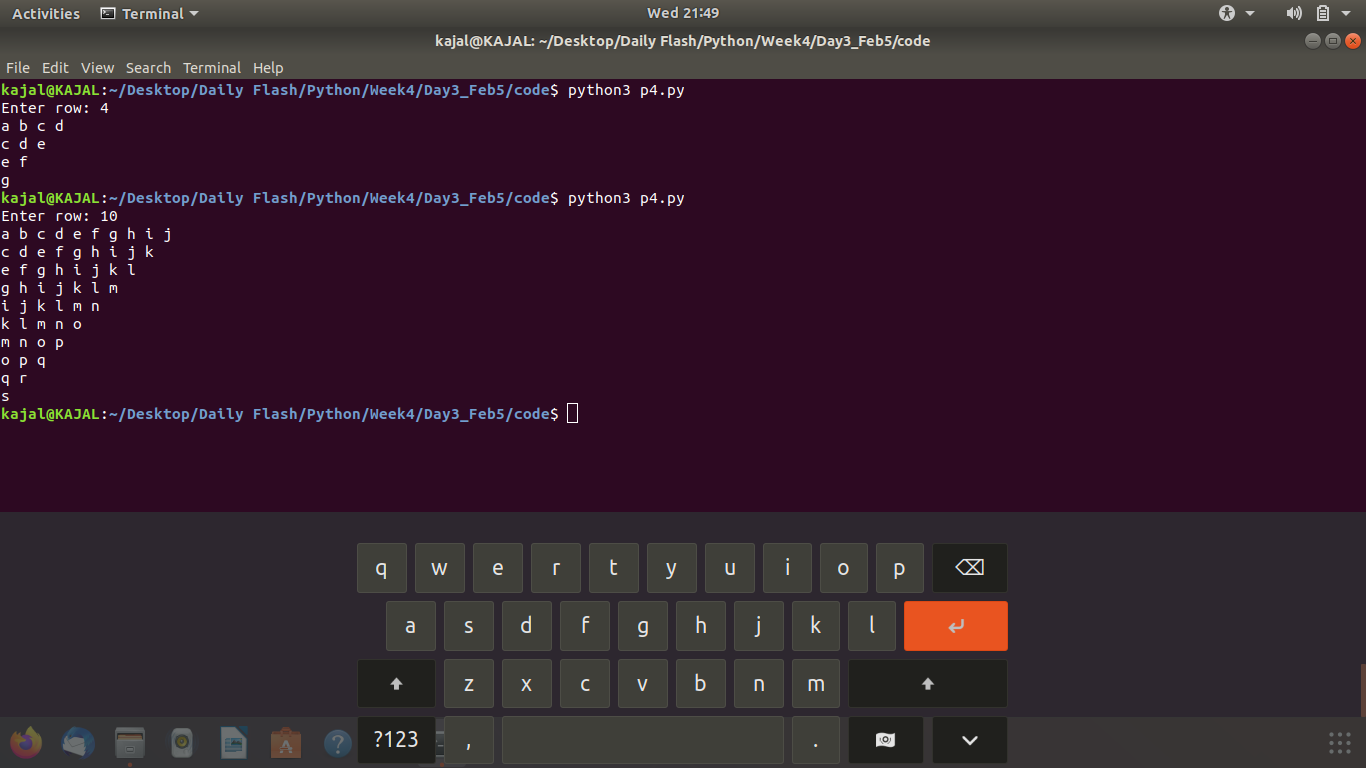 Activities Terminal Wed 21:49
kajal@KAJAL: ~/Desktop/Daily Flash/Python/Week4/Day3_Feb5/code
File Edit View Search Terminal Help
kajal@KAJAL:~/Desktop/Daily Flash/Python/Week4/Day3_Feb5/code$ python3 p4.py
Enter row: 4
a b c d
c d e
e f
g
kajal@KAJAL:~/Desktop/Daily Flash/Python/Week4/Day3_Feb5/code$ python3 p4.py
Enter row: 10
a b c d e f g h i j
c d e f g h i j k
e f g h i j k l
g h i j k l m
i j k l m n
k l m n o
m n o p
o p q
q r
s
kajal@KAJAL:~/Desktop/Daily Flash/Python/Week4/Day3_Feb5/code$
q w e r t y u i o p
a s d f g h j k l
z x c v b n m
?123 , .